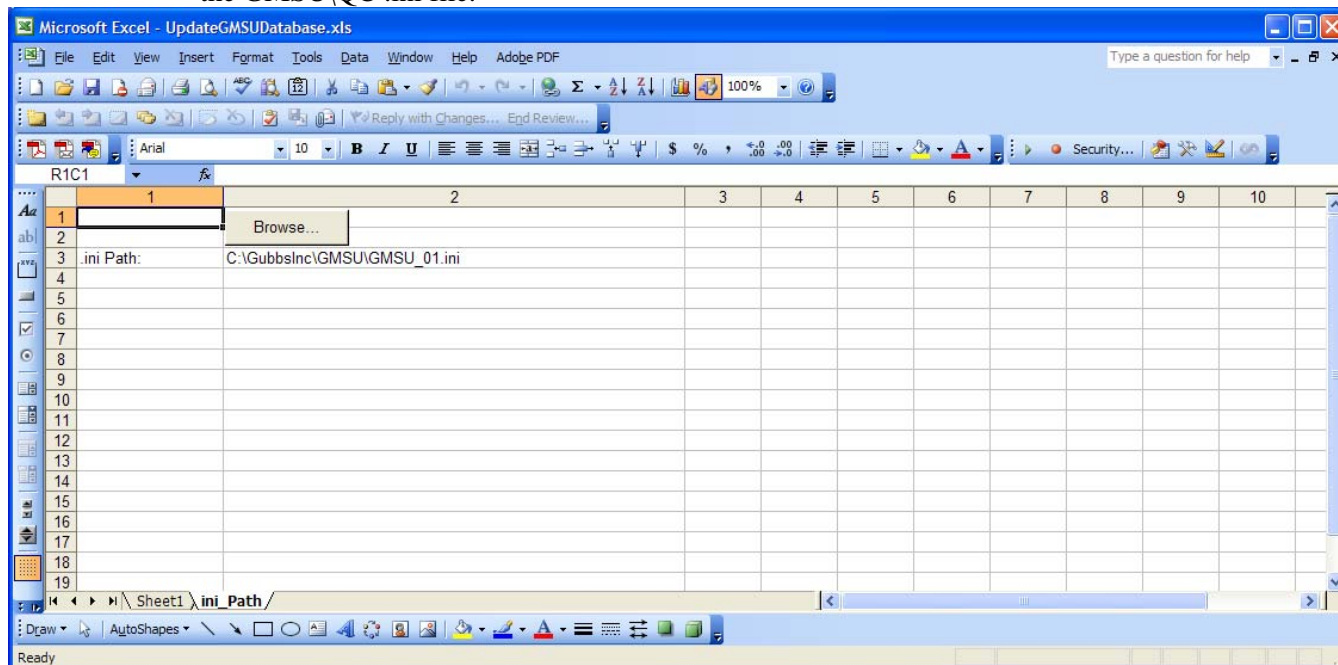 the GMSU\QU .ini file.
Microsoft Excel - UpdateGMSUDatabase.xls
File Edit View Insert Format Tools Data Window Help Adobe PDF
Type a question for help
100%
Reply with Changes... End Review...
Arial 10 B I U $ % , Security...
R1C1 fx
1 2 3 4 5 6 7 8 9 10
1
Browse...
2
3 .ini Path: C:\GubbsInc\GMSU\GMSU_01.ini
4
5
6
7
8
9
10
11
12
13
14
15
16
17
18
19
Sheet1 ini_Path
Draw AutoShapes
Ready